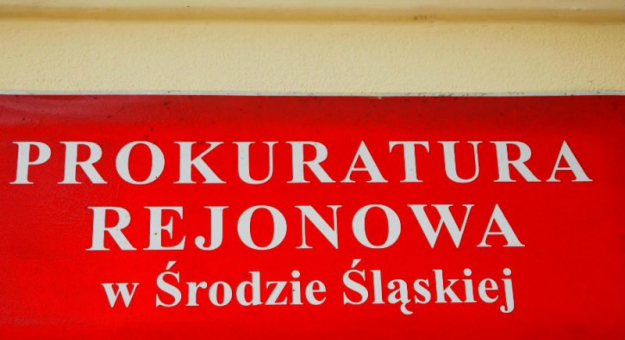 PROKURATURA
REJONOWA
w Środzie Śląskiej